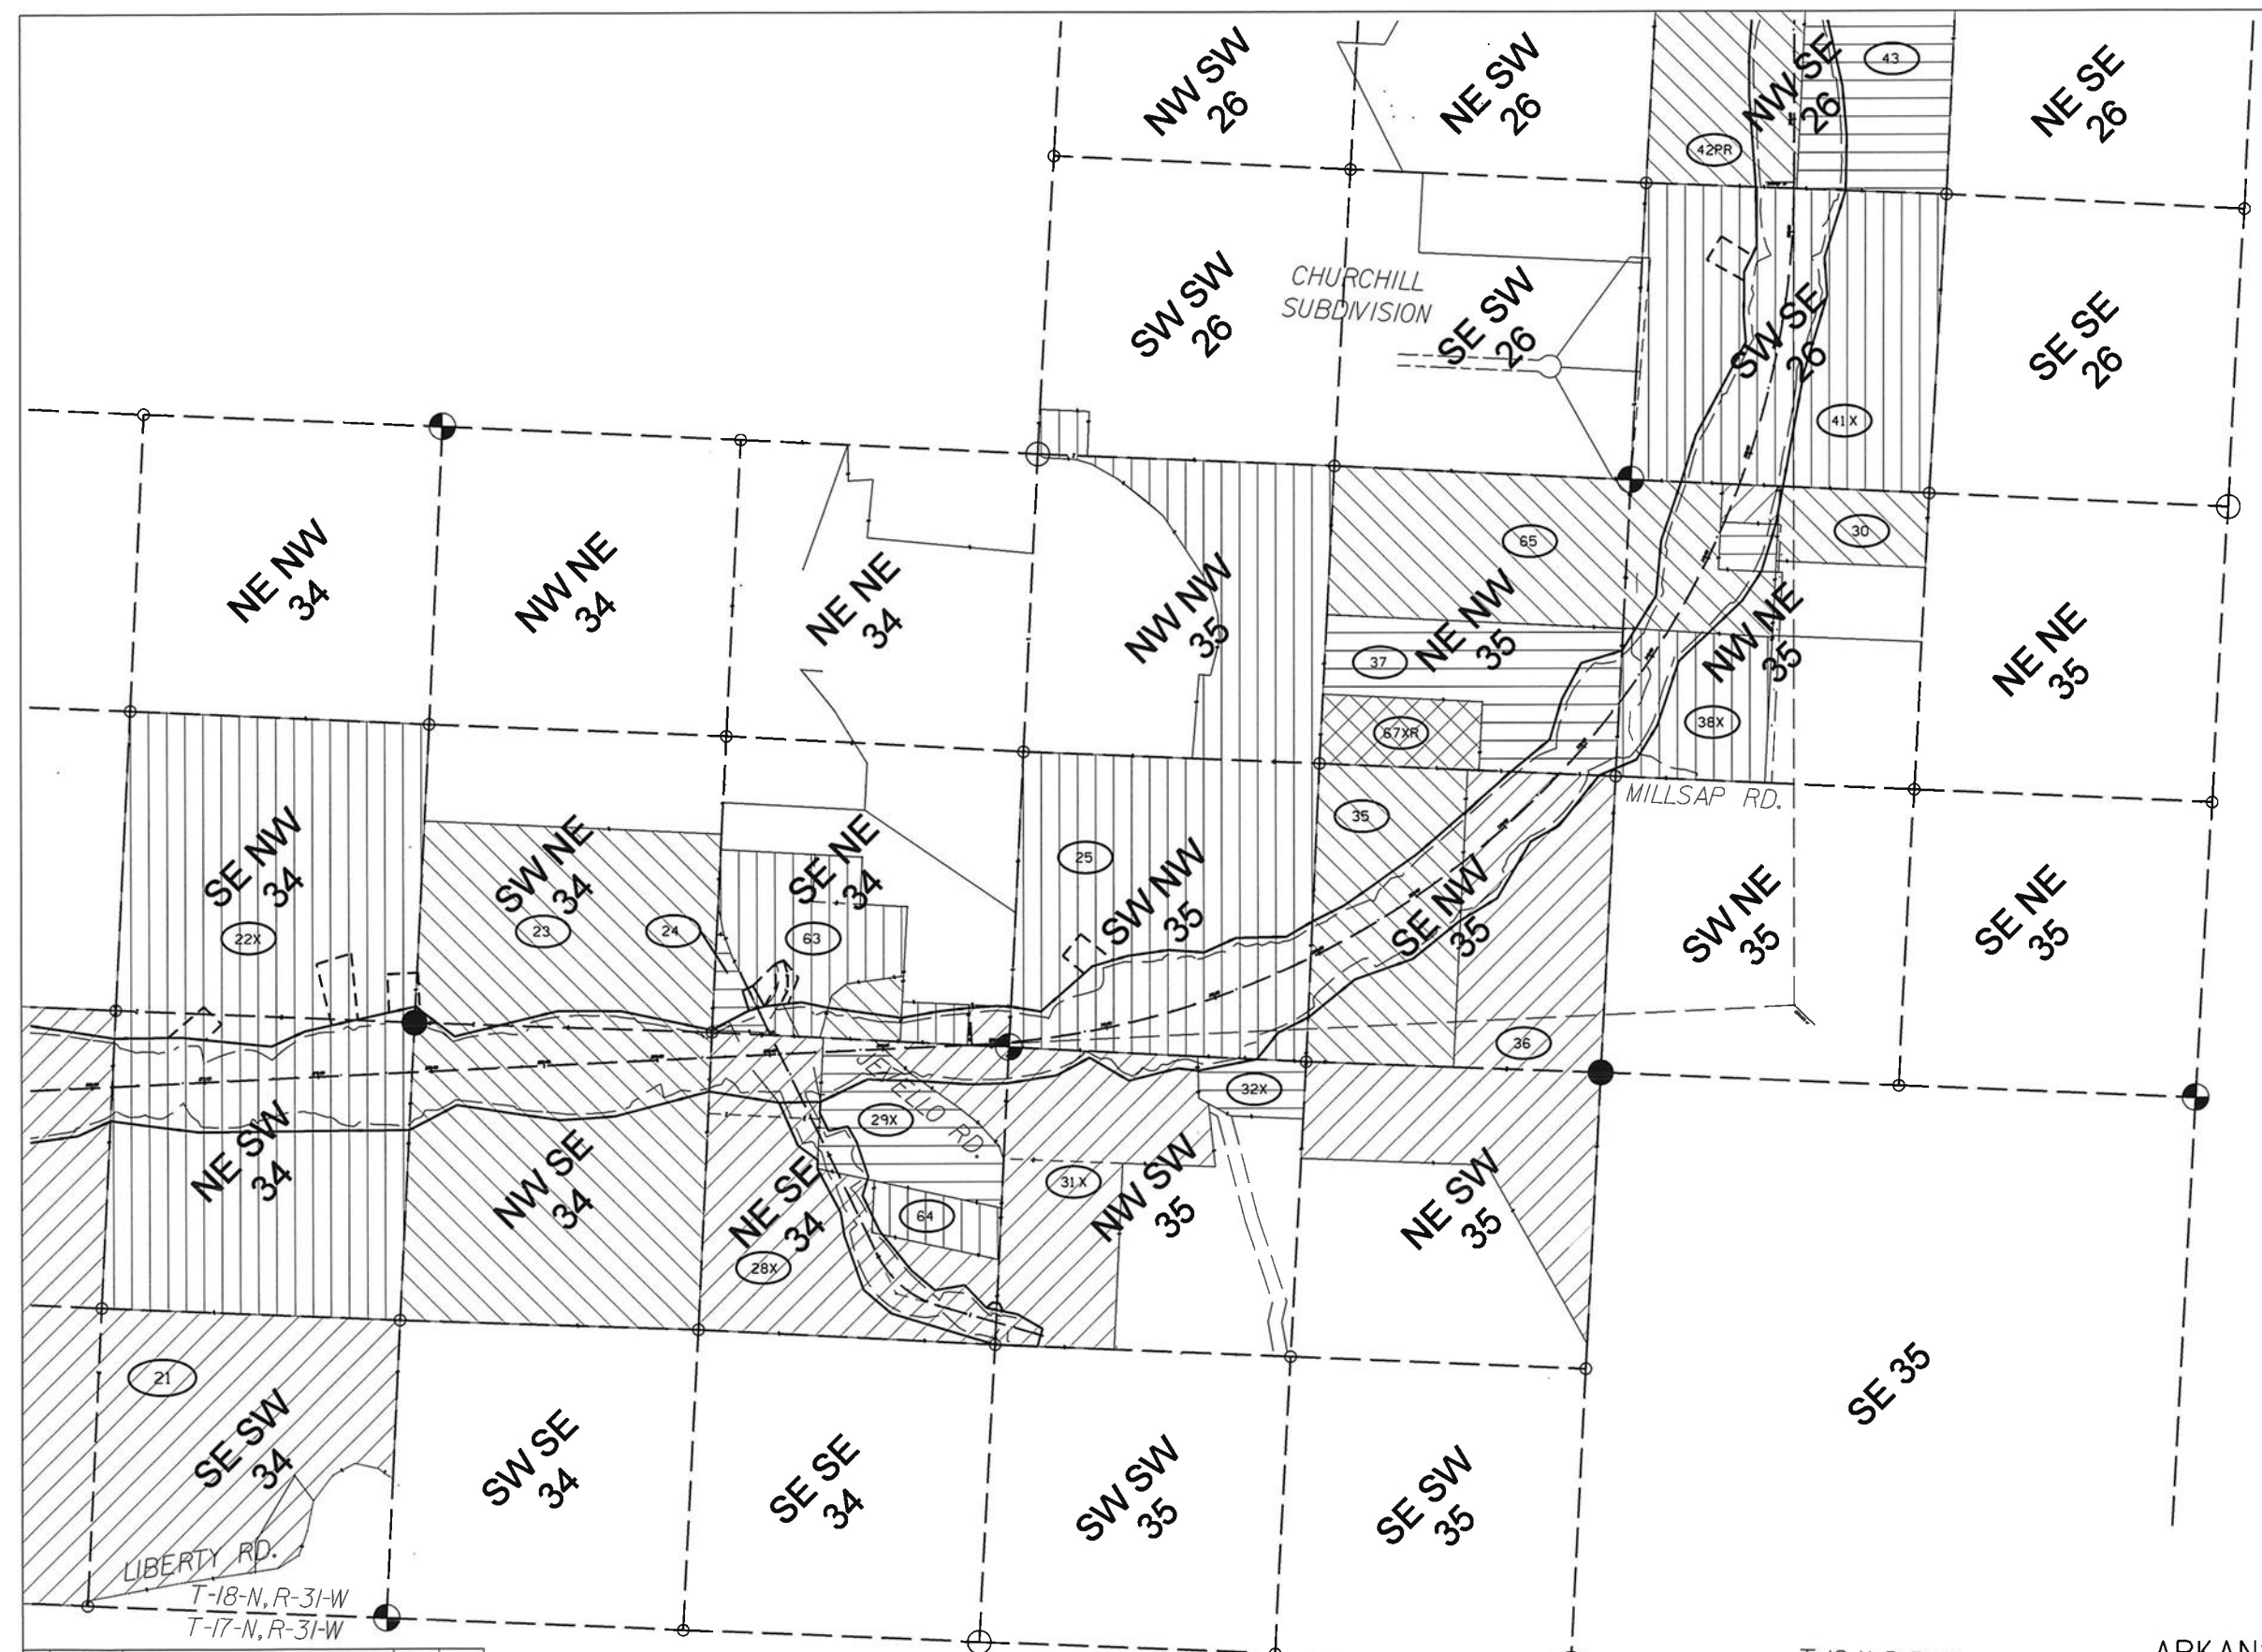 NW SW
26
NE SW
26
NW SE
26
43
NE SE
26
42PR
SW SW
26
CHURCHILL
SUBDIVISION
SE SW
26
SW SE
26
SE SE
26
41X
NE NW
34
NW NE
34
NE NE
34
NW NW
35
65
30
NE NW
35
37
NW NE
35
NE NE
35
67XR
38X
MILLSAP RD.
SE NW
34
22X
SW NE
34
23
24
SE NE
34
63
25
SW NW
35
35
SE NW
35
36
SW NE
35
SE NE
35
NE SW
34
NW SE
34
NE SE
34
28X
29X
RD.
64
31X
32X
NW SW
35
NE SW
35
21
SE SW
34
SW SE
34
SE SE
34
SW SW
35
SE SW
35
SE 35
LIBERTY RD.
T-18-N, R-31-W
T-17-N, R-31-W